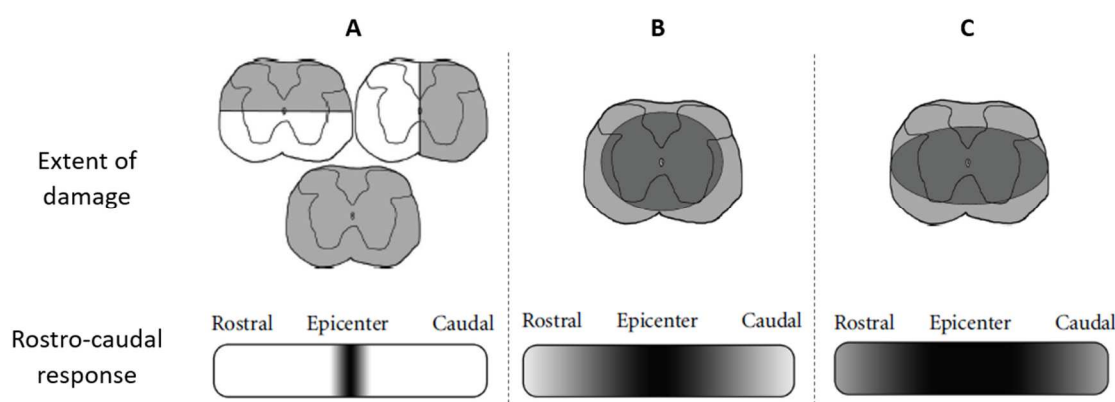 A
B
C
Extent of
damage
Rostral Epicenter Caudal
Rostral Epicenter Caudal
Rostral Epicenter Caudal
Rostro-caudal
response